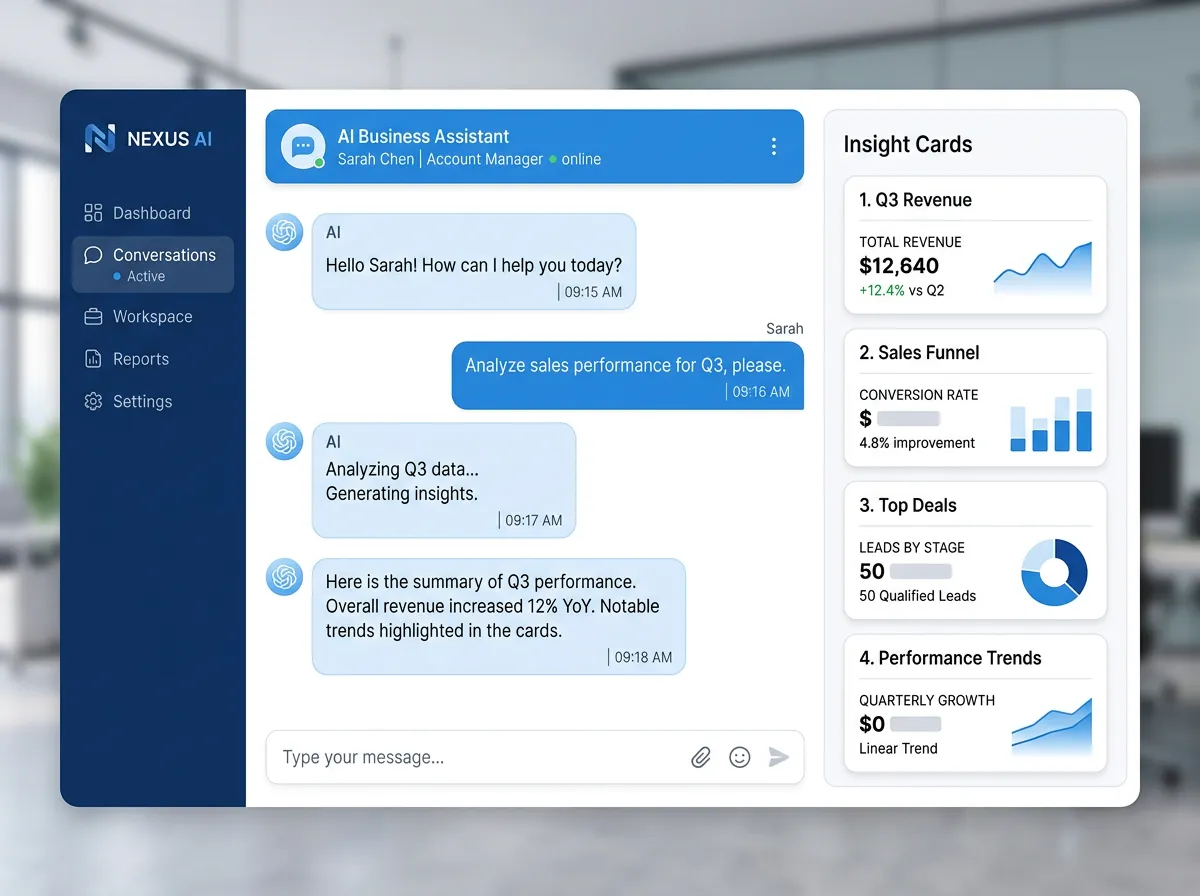 NEXUS AI
Dashboard
Conversations
Active
Workspace
Reports
Settings
AI Business Assistant
Sarah Chen | Account Manager ● online
AI
Hello Sarah! How can I help you today?
| 09:15 AM
Sarah
Analyze sales performance for Q3, please.
| 09:16 AM
AI
Analyzing Q3 data...
Generating insights.
| 09:17 AM
Here is the summary of Q3 performance.
Overall revenue increased 12% YoY. Notable
trends highlighted in the cards.
| 09:18 AM
Type your message...
Insight Cards
1. Q3 Revenue
TOTAL REVENUE
$12,640
+12.4% vs Q2
2. Sales Funnel
CONVERSION RATE
$
4.8% improvement
3. Top Deals
LEADS BY STAGE
50
50 Qualified Leads
4. Performance Trends
QUARTERLY GROWTH
$0
Linear Trend